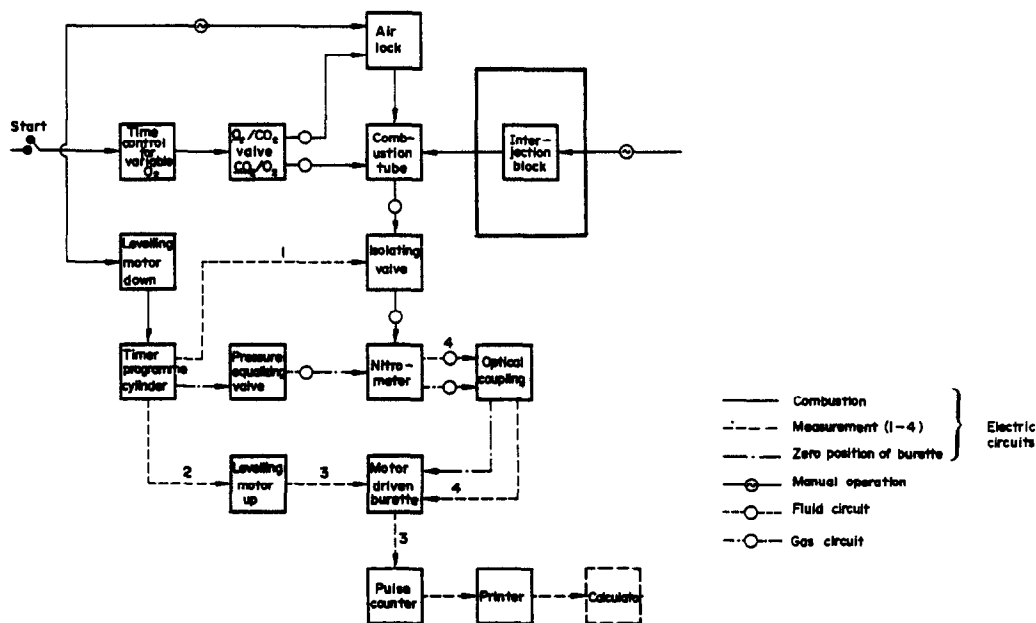 Air
lock
Start
Time
control
for
variable
O₂
O₂/CO₂
valve
CO₂/O₂
Comb-
ustion
tube
Inter-
jection
block
Levelling
motor
down
1
Isolating
valve
Timer
programme
cylinder
Pressure
equalizing
valve
Nitro-
meter
4
Optical
coupling
2
Levelling
motor
up
3
Motor
driven
burette
4
3
Pulse
counter
Printer
Calculator
Combustion
Measurement (1–4)
Zero position of burette
Electric
circuits
Manual operation
Fluid circuit
Gas circuit